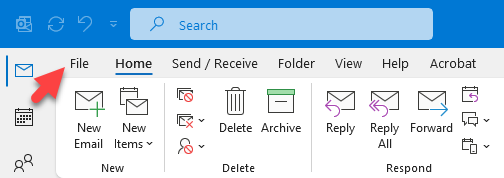 Search
File Home Send / Receive Folder View Help Acrobat
New New Delete Archive Reply Reply Forward
Email Items All
New Delete Respond